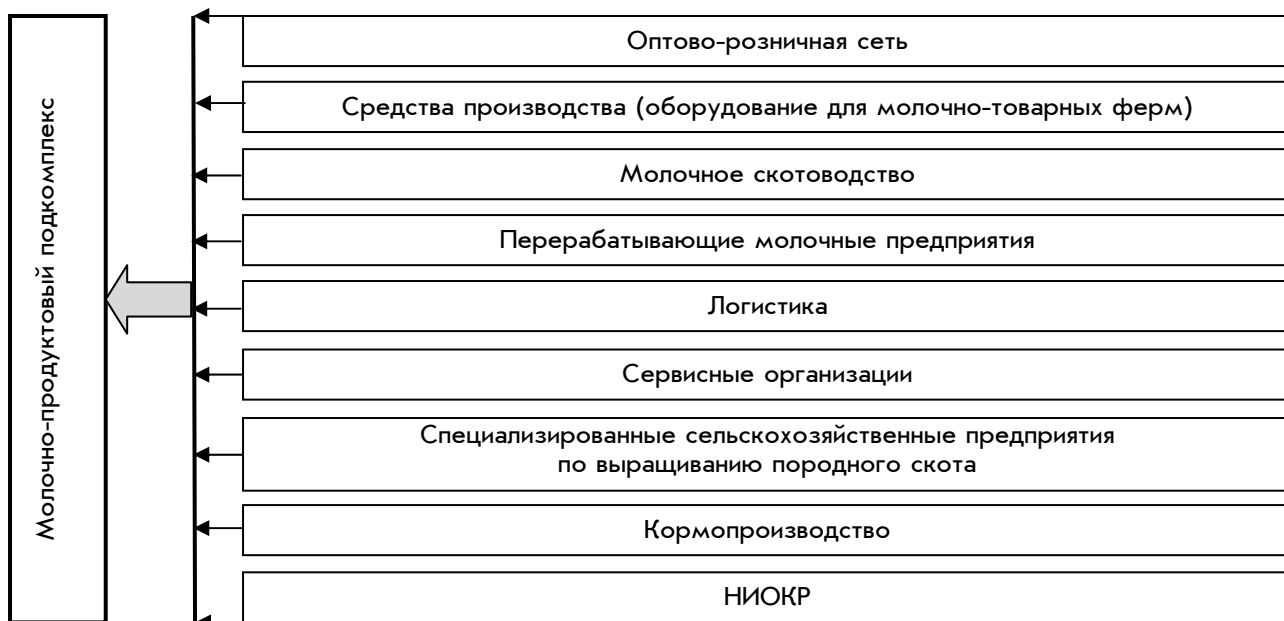 Молочно-продуктовый подкомплекс
Оптово-розничная сеть
Средства производства (оборудование для молочно-товарных ферм)
Молочное скотоводство
Перерабатывающие молочные предприятия
Логистика
Сервисные организации
Специализированные сельскохозяйственные предприятия
по выращиванию породного скота
Кормопроизводство
НИОКР